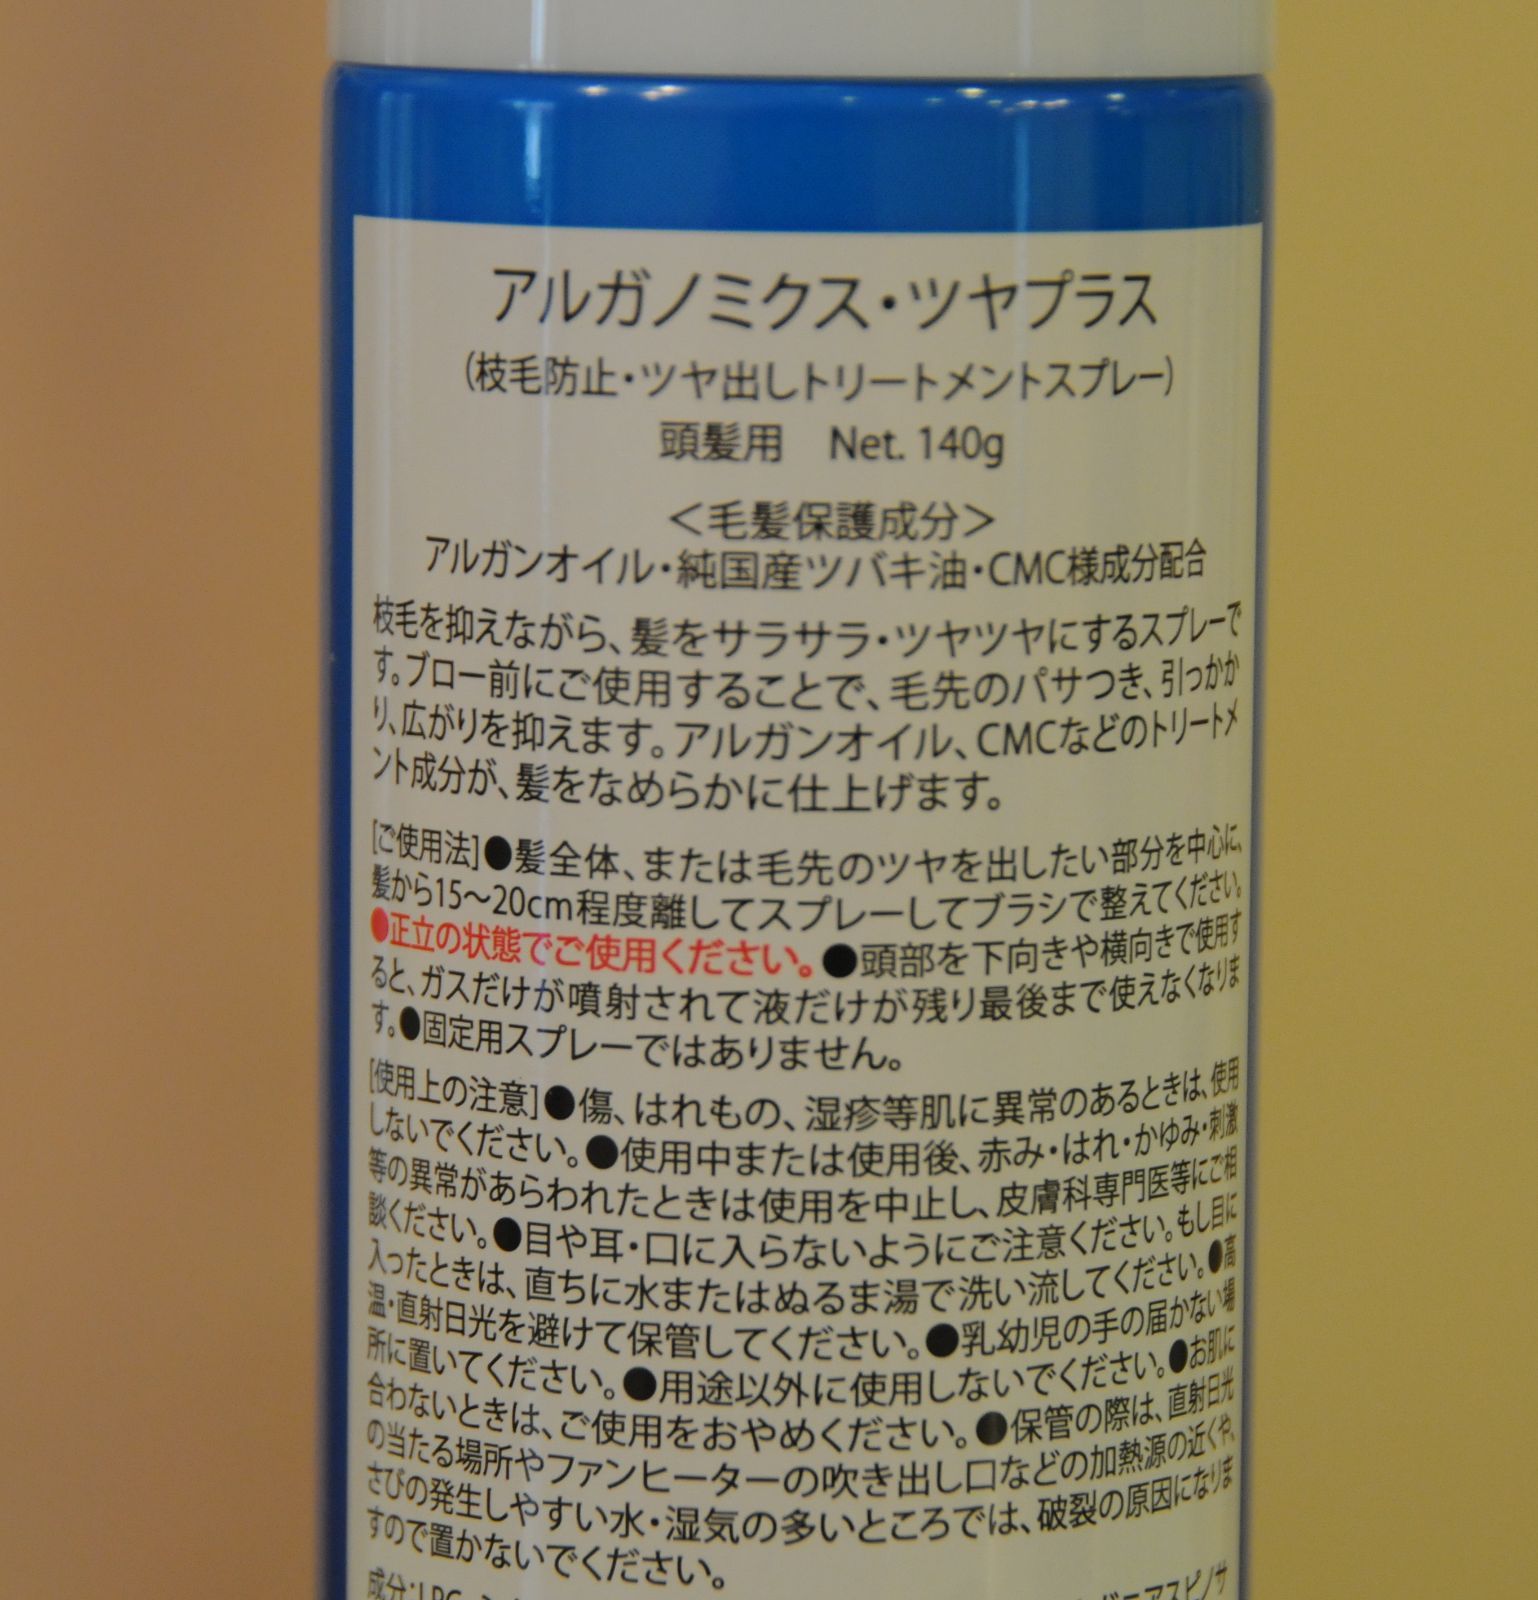 アルガノミクス・ツヤプラス
(枝毛防止・ツヤ出しトリートメントスプレー)
頭髪用　Net. 140g
＜毛髪保護成分＞
アルガンオイル・純国産ツバキ油・CMC様成分配合
枝毛を抑えながら、髪をサラサラ・ツヤツヤにするスプレーで
す。ブロー前にご使用することで、毛先のパサつき、引っかか
り、広がりを抑えます。アルガンオイル、CMCなどのトリートメ
ント成分が、髪をなめらかに仕上げます。
[ご使用法]●髪全体、または毛先のツヤを出したい部分を中心に、
髪から15〜20cm程度離してスプレーしてブラシで整えてください。
●正立の状態でご使用ください。●頭部を下向きや横向きで使用す
ると、ガスだけが噴射されて液だけが残り最後まで使えなくなりま
す。●固定用スプレーではありません。
[使用上の注意]●傷、はれもの、湿疹等肌に異常のあるときは、使用
しないでください。●使用中または使用後、赤み・はれ・かゆみ・刺激
等の異常があらわれたときは使用を中止し、皮膚科専門医等にご相
談ください。●目や耳・口に入らないようにご注意ください。もし目に
入ったときは、直ちに水またはぬるま湯で洗い流してください。●高
温・直射日光を避けて保管してください。●乳幼児の手の届かない場
所に置いてください。●用途以外に使用しないでください。●お肌に
合わないときは、ご使用をおやめください。●保管の際は、直射日光
の当たる場所やファンヒーターの吹き出し口などの加熱源の近くや、
さびの発生しやすい水・湿気の多いところでは、破裂の原因になりま
すので置かないでください。
成分:LPG